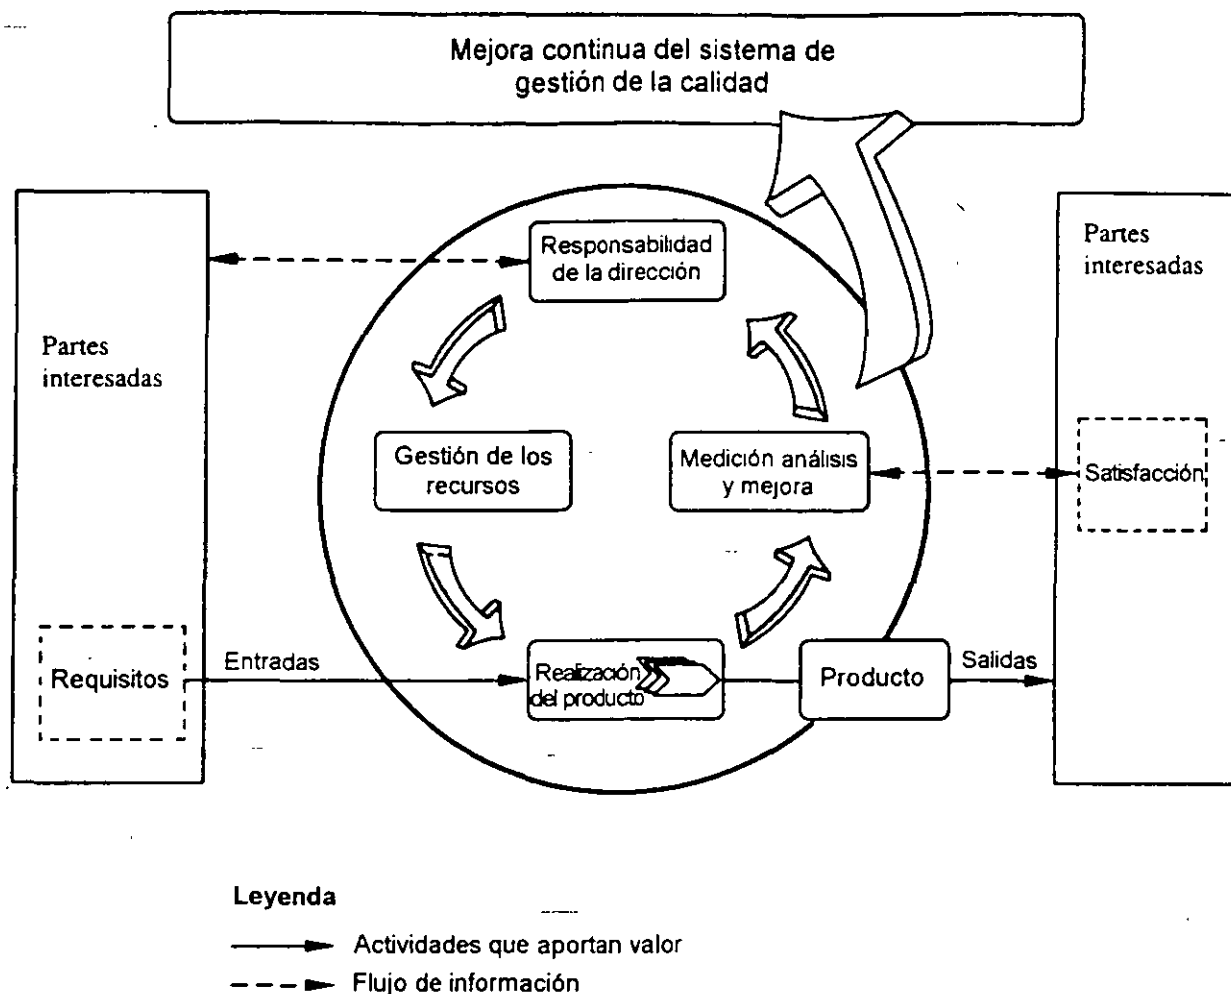 Mejora continua del sistema de
gestión de la calidad
Partes
interesadas
Responsabilidad
de la dirección
Partes
interesadas
Gestión de los
recursos
Medición análisis
y mejora
Satisfacción
Requisitos
Entradas
Realización
del producto
Producto
Salidas
Leyenda
Actividades que aportan valor
Flujo de información